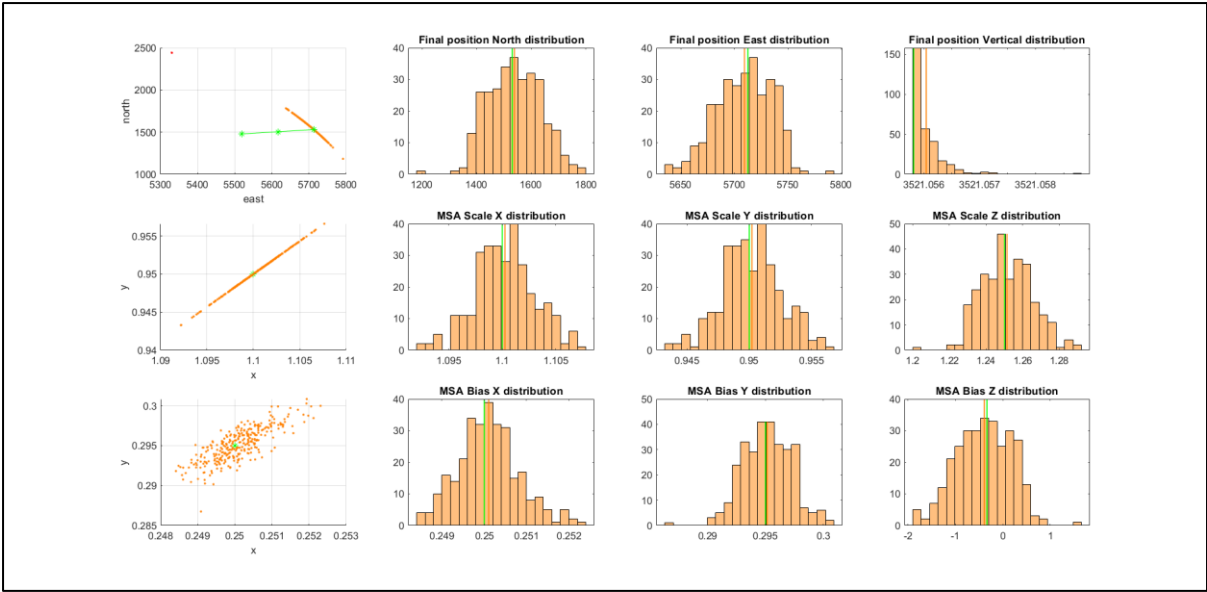 2500
2000
1500
1000
north
5300 5400 5500 5600 5700 5800
east
Final position North distribution
40
30
20
10
0
1200 1400 1600 1800
Final position East distribution
40
30
20
10
0
5650 5700 5750 5800
Final position Vertical distribution
150
100
50
0
3521.056 3521.057 3521.058
0.955
0.95
0.945
0.94
y
1.09 1.095 1.1 1.105 1.11
x
MSA Scale X distribution
40
30
20
10
0
1.095 1.1 1.105
MSA Scale Y distribution
40
30
20
10
0
0.945 0.95 0.955
MSA Scale Z distribution
50
40
30
20
10
0
1.2 1.22 1.24 1.26 1.28
0.3
0.295
0.29
0.285
y
0.248 0.249 0.25 0.251 0.252 0.253
x
MSA Bias X distribution
40
30
20
10
0
0.249 0.25 0.251 0.252
MSA Bias Y distribution
50
40
30
20
10
0
0.29 0.295 0.3
MSA Bias Z distribution
40
30
20
10
0
-2 -1 0 1